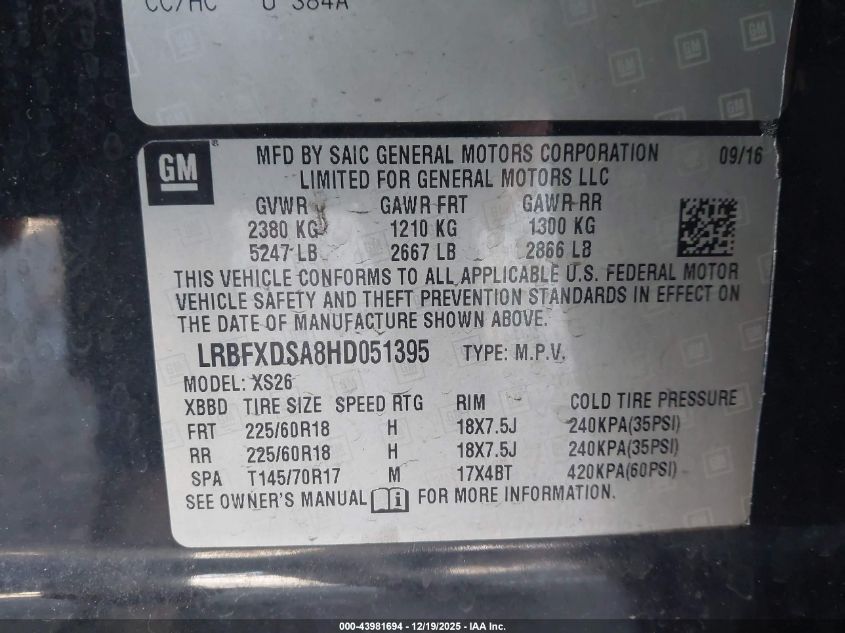 CC/HC U 384A
GM
MFD BY SAIC GENERAL MOTORS CORPORATION 09/16
LIMITED FOR GENERAL MOTORS LLC
GVWR GAWR FRT GAWR RR
2380 KG 1210 KG 1300 KG
5247 LB 2667 LB 2866 LB
THIS VEHICLE CONFORMS TO ALL APPLICABLE U.S. FEDERAL MOTOR
VEHICLE SAFETY AND THEFT PREVENTION STANDARDS IN EFFECT ON
THE DATE OF MANUFACTURE SHOWN ABOVE.
LRBFXDSA8HD051395 TYPE: M.P.V.
MODEL: XS26
XBBD TIRE SIZE SPEED RTG RIM COLD TIRE PRESSURE
FRT 225/60R18 H 18X7.5J 240KPA(35PSI)
RR 225/60R18 H 18X7.5J 240KPA(35PSI)
SPA T145/70R17 M 17X4BT 420KPA(60PSI)
SEE OWNER'S MANUAL FOR MORE INFORMATION.
000-43981694 - 12/19/2025 - IAA Inc.